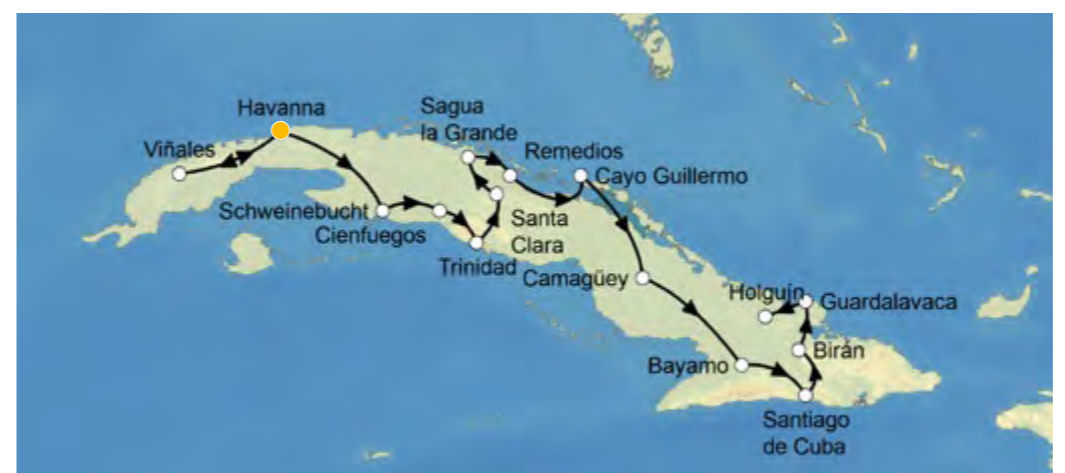 Havanna
Viñales
Sagua
la Grande
Remedios
Cayo Guillermo
Schweinebucht
Cienfuegos
Santa
Clara
Trinidad
Camagüey
Holguín
Guardalavaca
Bayamo
Birán
Santiago
de Cuba